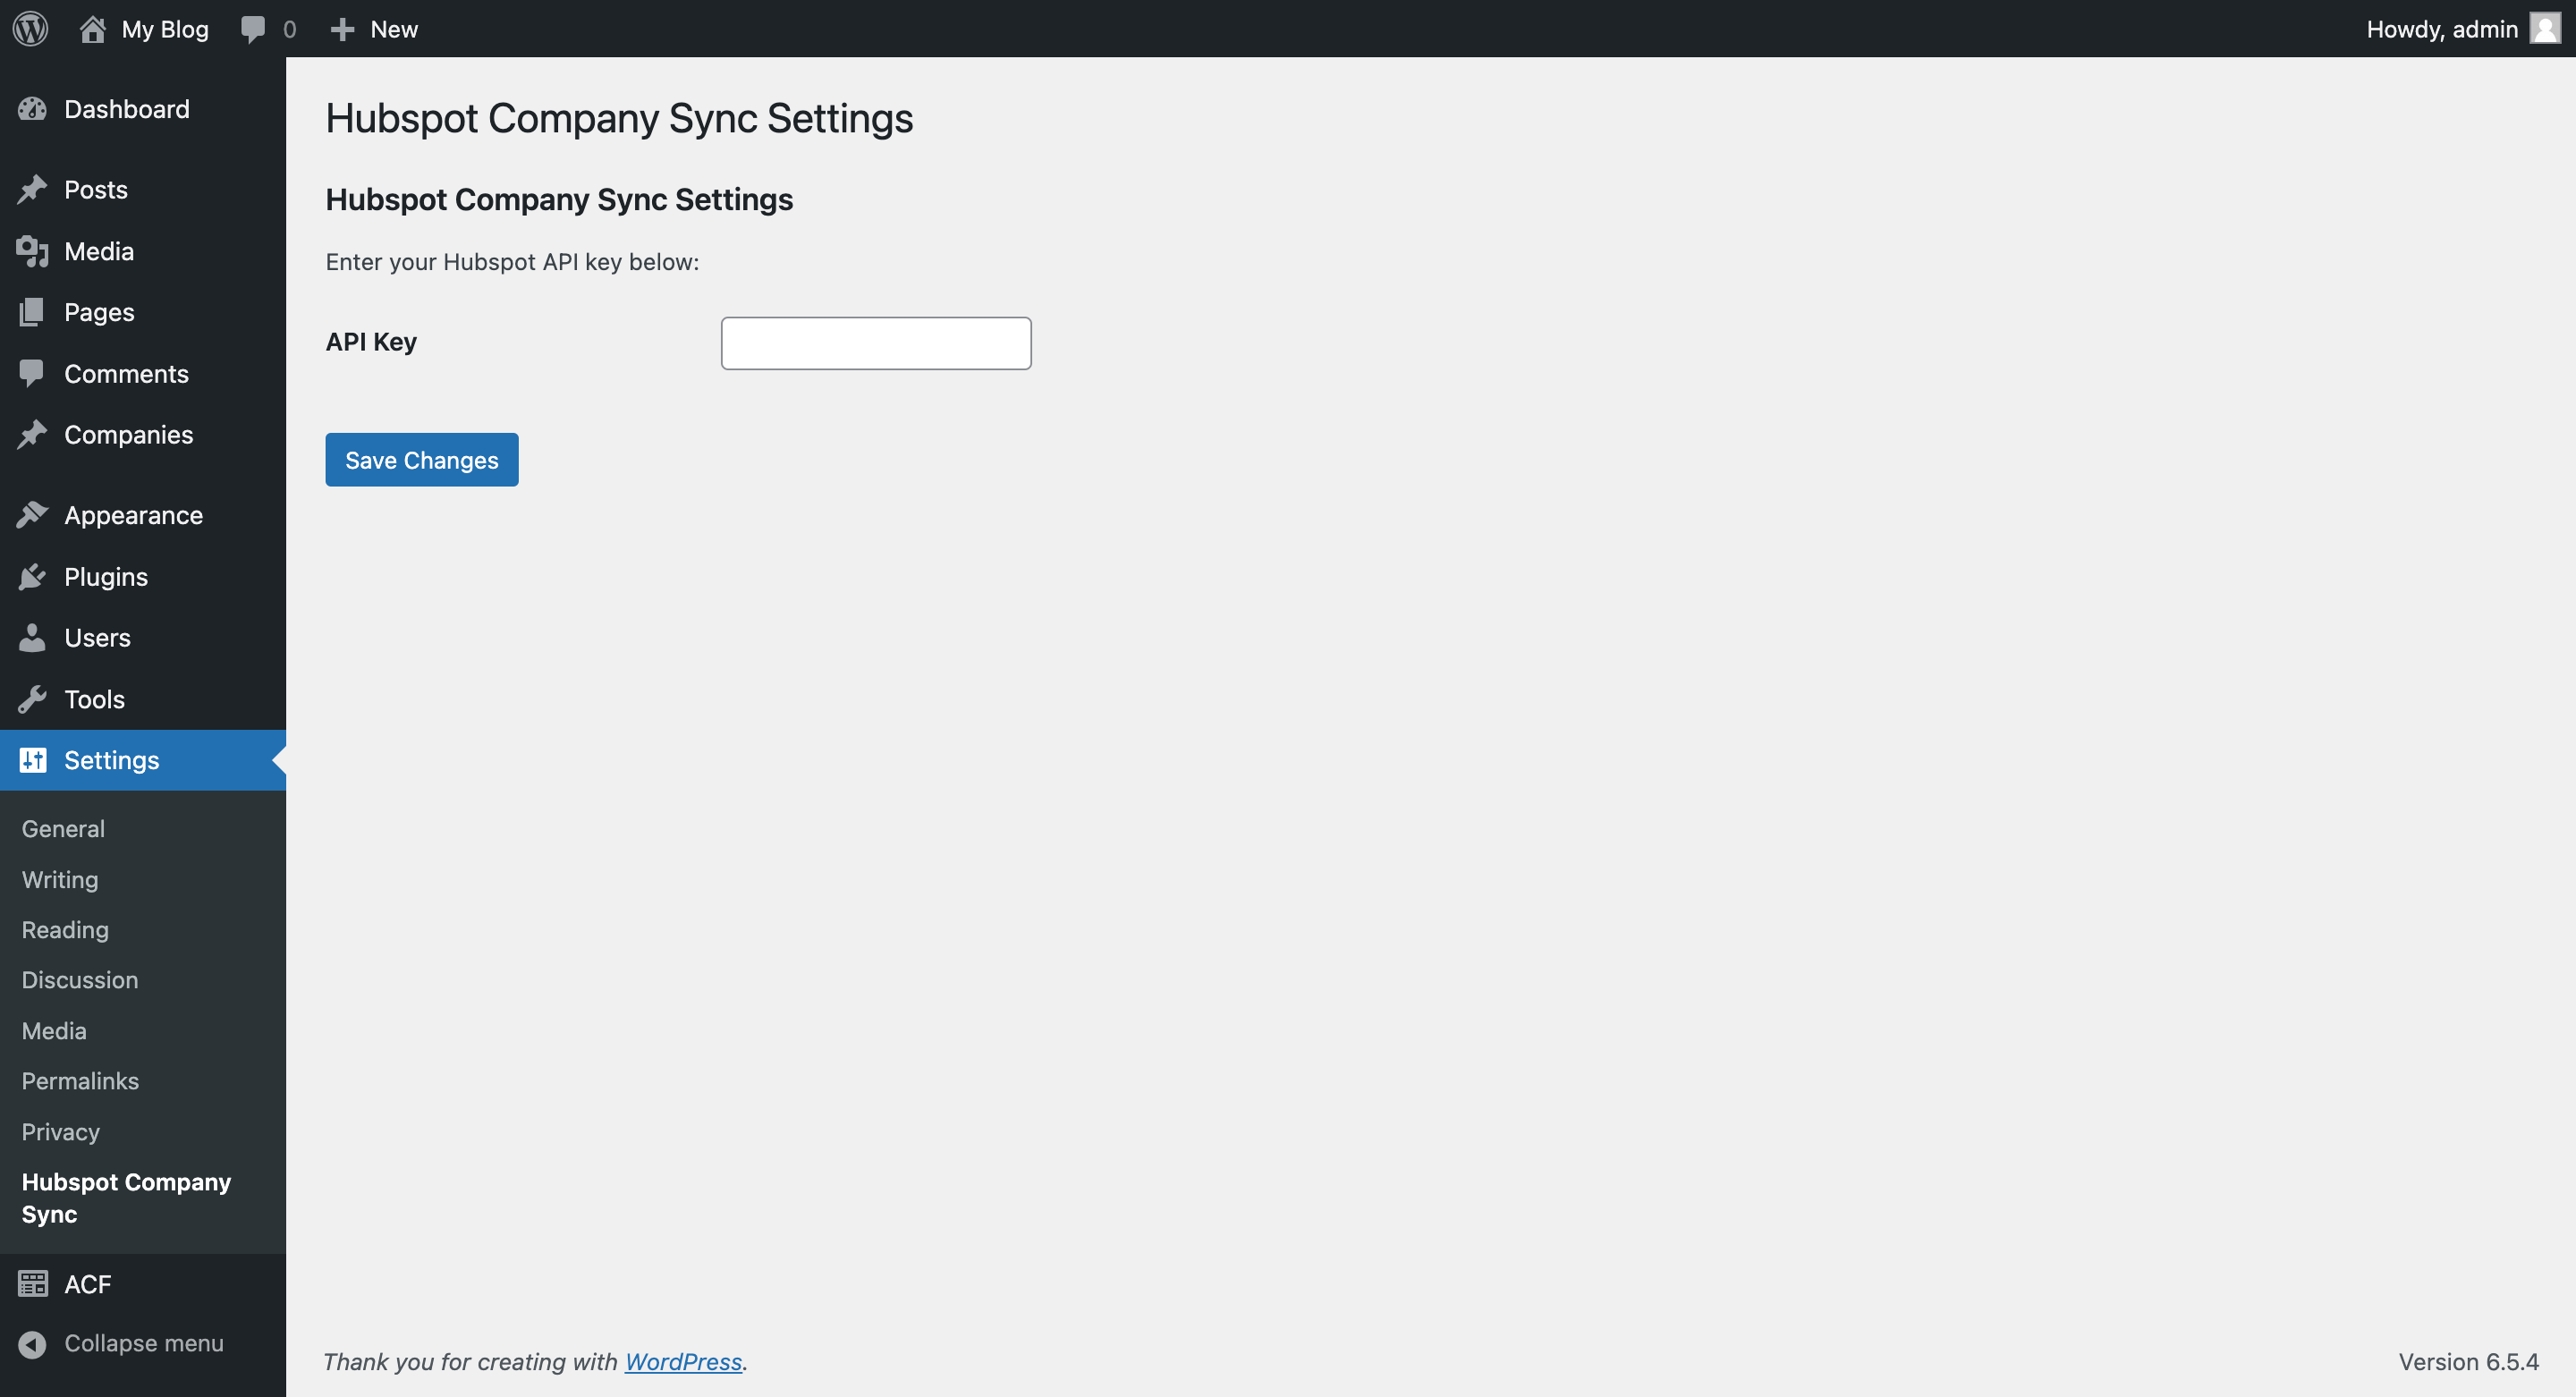 My Blog 0 New Howdy, admin
Dashboard
Posts
Media
Pages
Comments
Companies
Appearance
Plugins
Users
Tools
Settings
General
Writing
Reading
Discussion
Media
Permalinks
Privacy
Hubspot Company
Sync
ACF
Collapse menu
Hubspot Company Sync Settings
Hubspot Company Sync Settings
Enter your Hubspot API key below:
API Key
Save Changes
Thank you for creating with WordPress.
Version 6.5.4